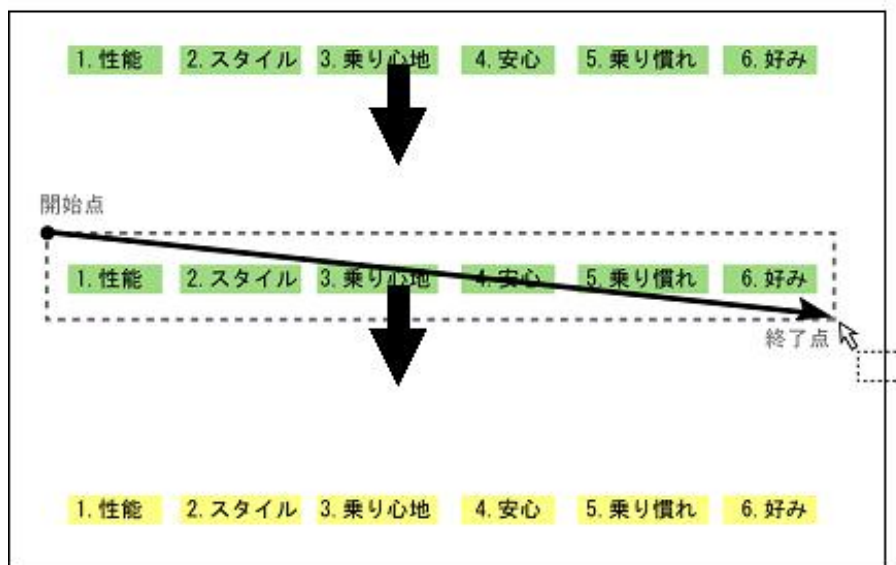 1.性能 2.スタイル 3.乗り心地 4.安心 5.乗り慣れ 6.好み
開始点
1.性能 2.スタイル 3.乗り心地 4.安心 5.乗り慣れ 6.好み
終了点
1.性能 2.スタイル 3.乗り心地 4.安心 5.乗り慣れ 6.好み